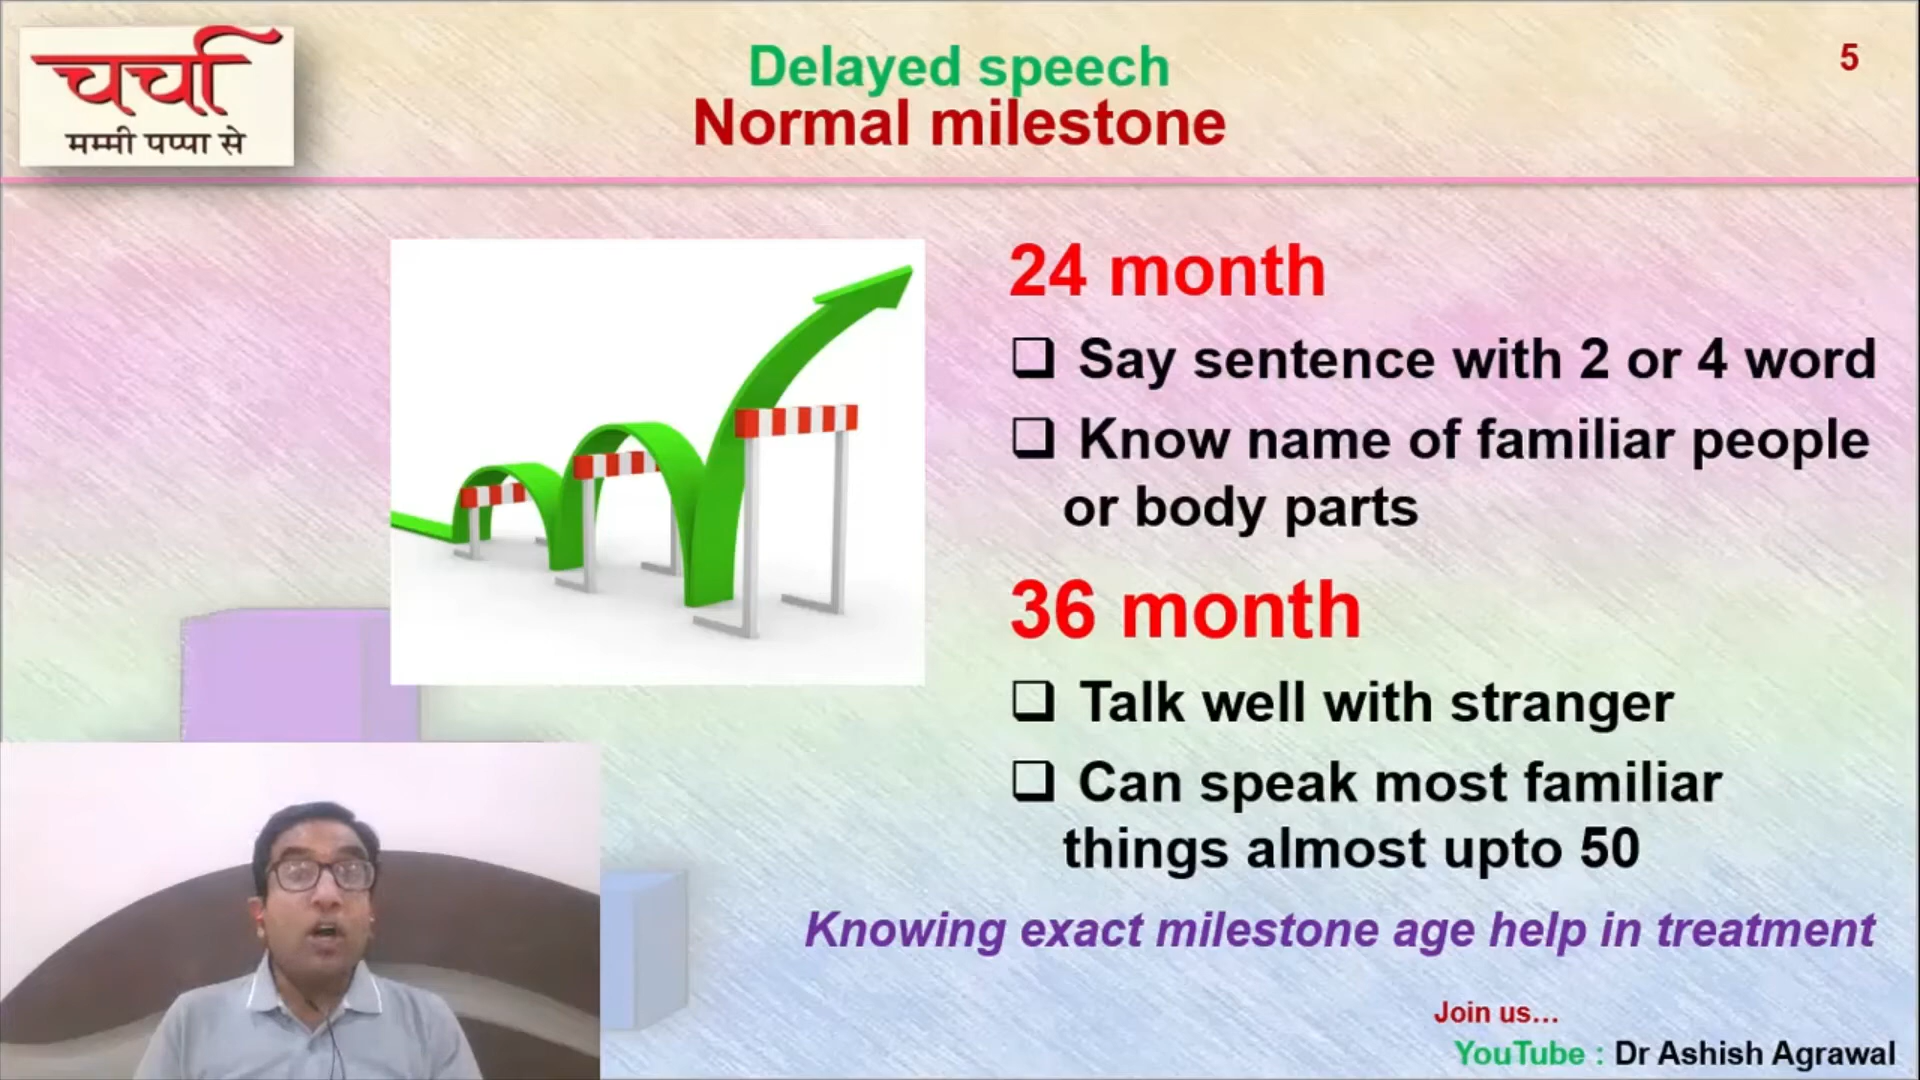 चर्चा
मम्मी पप्पा से
Delayed speech
Normal milestone
5
24 month
❑ Say sentence with 2 or 4 word
❑ Know name of familiar people
or body parts
36 month
❑ Talk well with stranger
❑ Can speak most familiar
things almost upto 50
Knowing exact milestone age help in treatment
Join us...
YouTube : Dr Ashish Agrawal